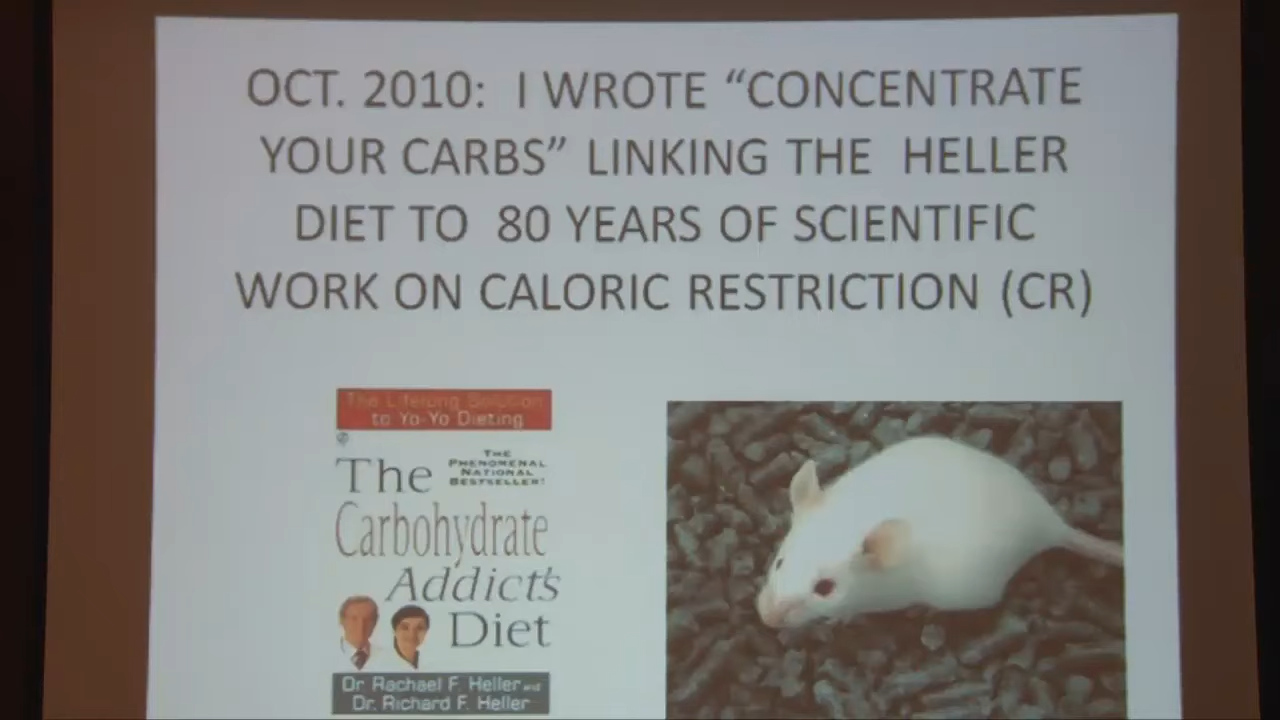 OCT. 2010: I WROTE “CONCENTRATE
YOUR CARBS” LINKING THE HELLER
DIET TO 80 YEARS OF SCIENTIFIC
WORK ON CALORIC RESTRICTION (CR)
The Lifelong Solution
to Yo-Yo Dieting
THE
PHENOMENAL
NATIONAL
BESTSELLER!
The
Carbohydrate
Addict's
Diet
Dr. Rachael F. Heller and
Dr. Richard F. Heller